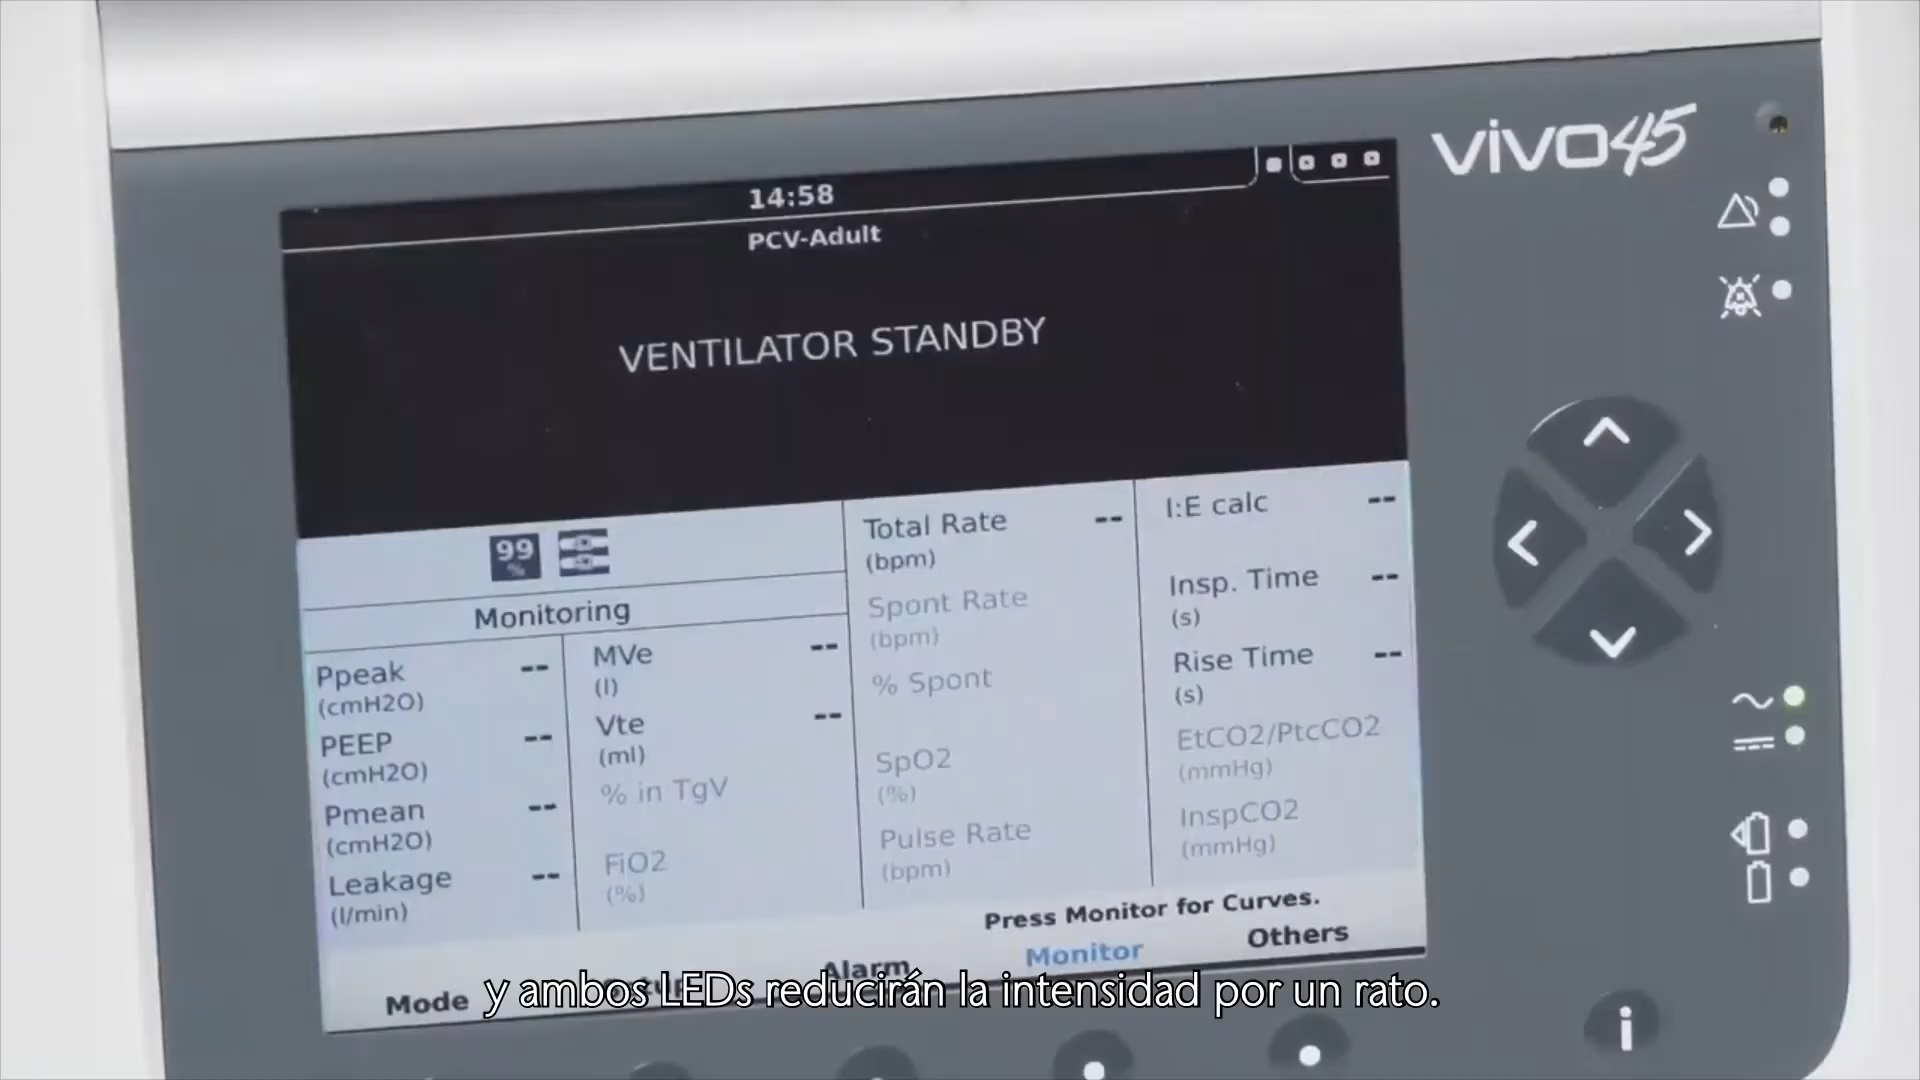 vivo45
14:58
PCV-Adult
VENTILATOR STANDBY
99
%
Monitoring
Ppeak --
(cmH2O)
PEEP --
(cmH2O)
Pmean --
(cmH2O)
Leakage --
(l/min)
MVe --
(l)
Vte --
(ml)
% in TgV
FiO2
(%)
Total Rate --
(bpm)
Spont Rate
(bpm)
% Spont
SpO2
(%)
Pulse Rate
(bpm)
I:E calc --
Insp. Time --
(s)
Rise Time --
(s)
EtCO2/PtcCO2
(mmHg)
InspCO2
(mmHg)
Press Monitor for Curves.
Mode Alarm Monitor Others
y ambos LEDs reducirán la intensidad por un rato.
i